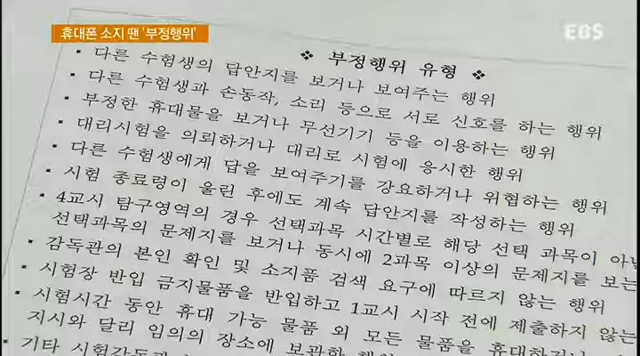 휴대폰 소지 땐 '부정행위'
EBS
❖ 부정행위 유형 ❖
▪ 다른 수험생의 답안지를 보거나 보여주는 행위
▪ 다른 수험생과 손동작, 소리 등으로 서로 신호를 하는 행위
▪ 부정한 휴대물을 보거나 무선기기 등을 이용하는 행위
▪ 대리시험을 의뢰하거나 대리로 시험에 응시한 행위
▪ 다른 수험생에게 답을 보여주기를 강요하거나 위협하는 행위
▪ 시험 종료령이 울린 후에도 계속 답안지를 작성하는 행위
▪ 4교시 탐구영역의 경우 선택과목 시간별로 해당 선택 과목이 아닌
선택과목의 문제지를 보거나 동시에 2과목 이상의 문제지를 보는
▪ 감독관의 본인 확인 및 소지품 검색 요구에 따르지 않는 행위
▪ 시험장 반입 금지물품을 반입하고 1교시 시작 전에 제출하지 않는
▪ 시험시간 동안 휴대 가능 물품 외 모든 물품을 휴대하거나
지시와 달리 임의의 장소에 보관한 행위
▪ 기타 시험감독관